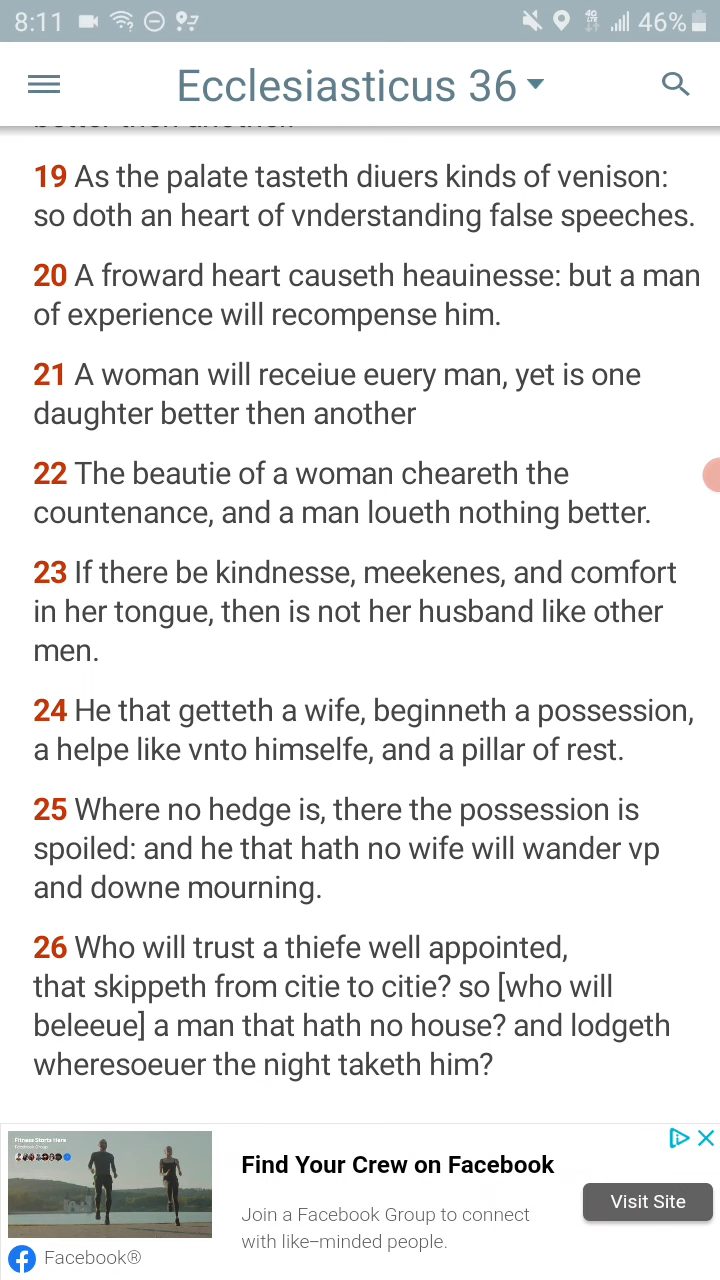 8:11
4G
LTE
46%
Ecclesiasticus 36
19 As the palate tasteth diuers kinds of venison:
so doth an heart of vnderstanding false speeches.
20 A froward heart causeth heauinesse: but a man
of experience will recompense him.
21 A woman will receiue euery man, yet is one
daughter better then another
22 The beautie of a woman cheareth the
countenance, and a man loueth nothing better.
23 If there be kindnesse, meekenes, and comfort
in her tongue, then is not her husband like other
men.
24 He that getteth a wife, beginneth a possession,
a helpe like vnto himselfe, and a pillar of rest.
25 Where no hedge is, there the possession is
spoiled: and he that hath no wife will wander vp
and downe mourning.
26 Who will trust a thiefe well appointed,
that skippeth from citie to citie? so [who will
beleeue] a man that hath no house? and lodgeth
wheresoeuer the night taketh him?
Fitness Starts Here
Facebook Group
Find Your Crew on Facebook
Join a Facebook Group to connect
with like–minded people.
Visit Site
Facebook®